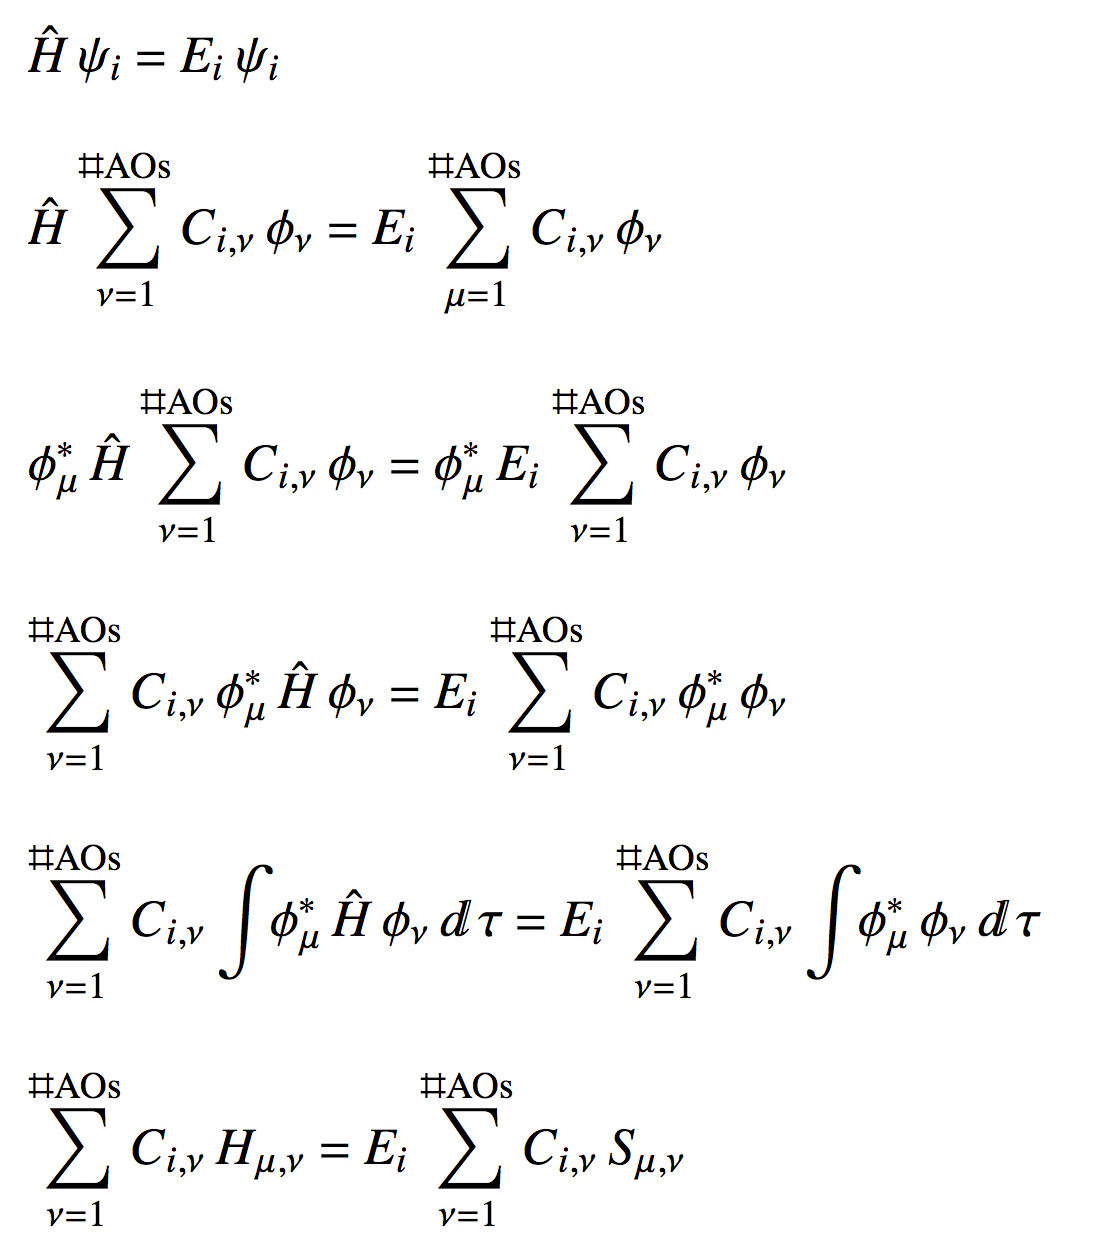 Ĥ ψ_i = E_i ψ_i
Ĥ ∑_{ν=1}^{#AOs} C_{i,ν} ϕ_ν = E_i ∑_{μ=1}^{#AOs} C_{i,ν} ϕ_ν
ϕ_μ^* Ĥ ∑_{ν=1}^{#AOs} C_{i,ν} ϕ_ν = ϕ_μ^* E_i ∑_{ν=1}^{#AOs} C_{i,ν} ϕ_ν
∑_{ν=1}^{#AOs} C_{i,ν} ϕ_μ^* Ĥ ϕ_ν = E_i ∑_{ν=1}^{#AOs} C_{i,ν} ϕ_μ^* ϕ_ν
∑_{ν=1}^{#AOs} C_{i,ν} ∫ ϕ_μ^* Ĥ ϕ_ν ⅆτ = E_i ∑_{ν=1}^{#AOs} C_{i,ν} ∫ ϕ_μ^* ϕ_ν ⅆτ
∑_{ν=1}^{#AOs} C_{i,ν} H_{μ,ν} = E_i ∑_{ν=1}^{#AOs} C_{i,ν} S_{μ,ν}